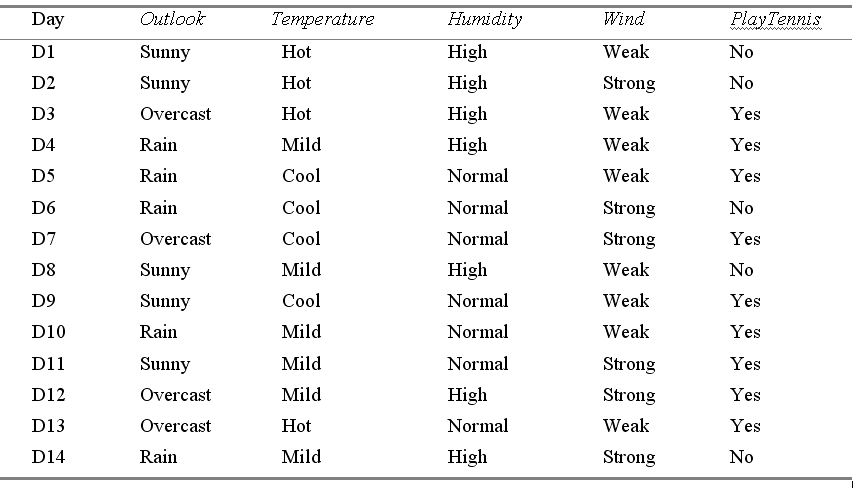 Day Outlook Temperature Humidity Wind PlayTennis
D1 Sunny Hot High Weak No
D2 Sunny Hot High Strong No
D3 Overcast Hot High Weak Yes
D4 Rain Mild High Weak Yes
D5 Rain Cool Normal Weak Yes
D6 Rain Cool Normal Strong No
D7 Overcast Cool Normal Strong Yes
D8 Sunny Mild High Weak No
D9 Sunny Cool Normal Weak Yes
D10 Rain Mild Normal Weak Yes
D11 Sunny Mild Normal Strong Yes
D12 Overcast Mild High Strong Yes
D13 Overcast Hot Normal Weak Yes
D14 Rain Mild High Strong No